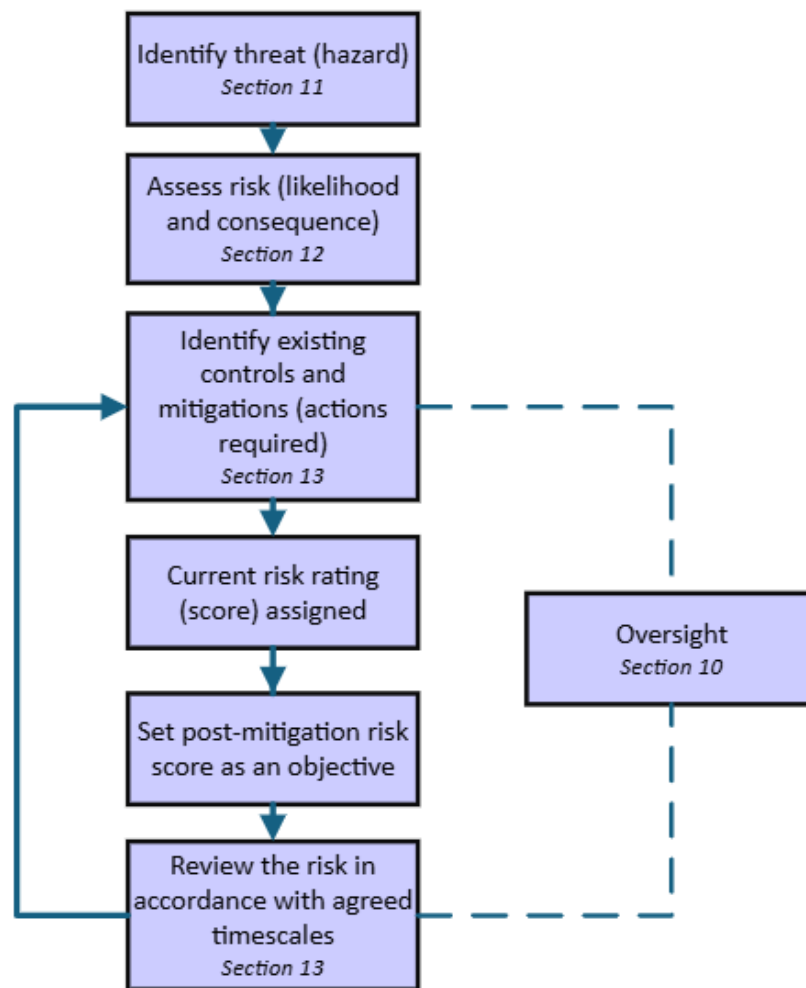 Identify threat (hazard)
Section 11
Assess risk (likelihood
and consequence)
Section 12
Identify existing
controls and
mitigations (actions
required)
Section 13
Current risk rating
(score) assigned
Oversight
Section 10
Set post-mitigation risk
score as an objective
Review the risk in
accordance with agreed
timescales
Section 13